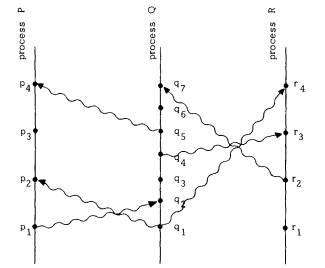 process P
process Q
process R
p4
q7
r4
q6
p3
q5
r3
q4
p2
q3
r2
q2
p1
q1
r1